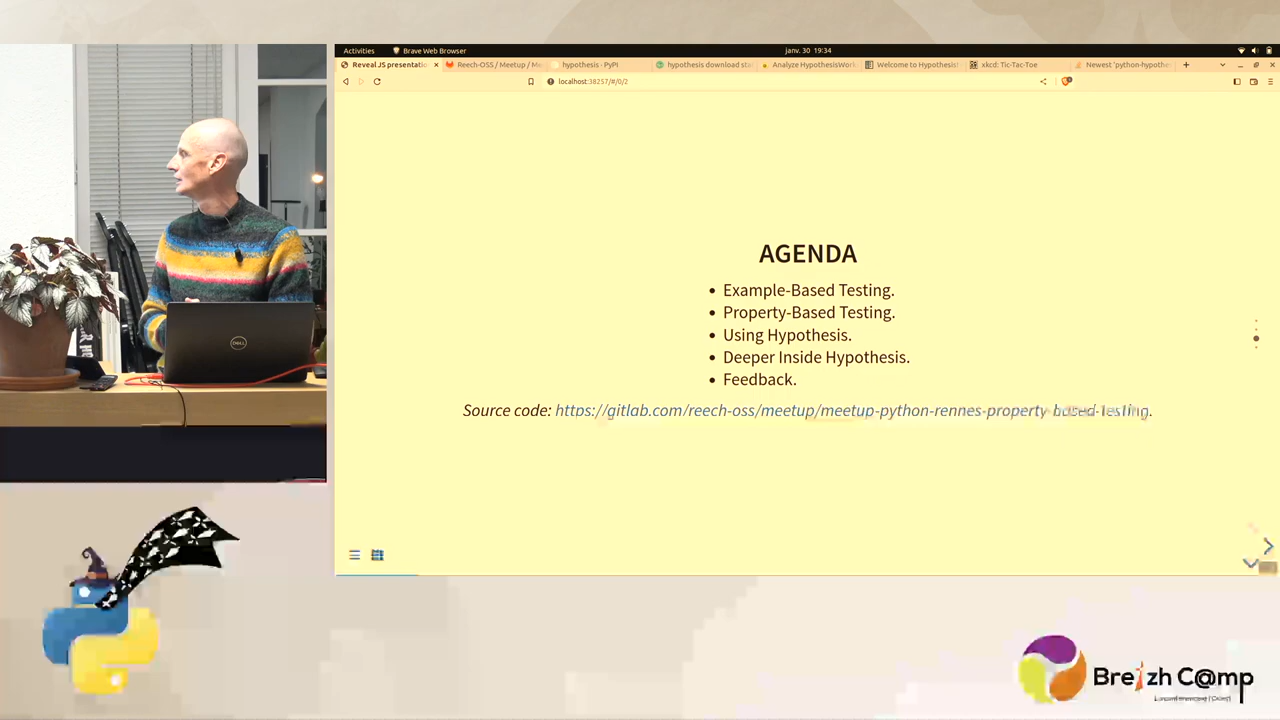 Activities
Brave Web Browser
janv. 30 19:34
Reveal JS presentatio
Reech-OSS / Meetup / Me
hypothesis · PyPI
hypothesis download sta
Analyze HypothesisWork
Welcome to Hypothesis!
xkcd: Tic-Tac-Toe
Newest 'python-hypothe
localhost:38257/#/0/2
AGENDA
• Example-Based Testing.
• Property-Based Testing.
• Using Hypothesis.
• Deeper Inside Hypothesis.
• Feedback.
Source code: https://gitlab.com/reech-oss/meetup/meetup-python-rennes-property-based-testing.
DELL
Breizh C@mp